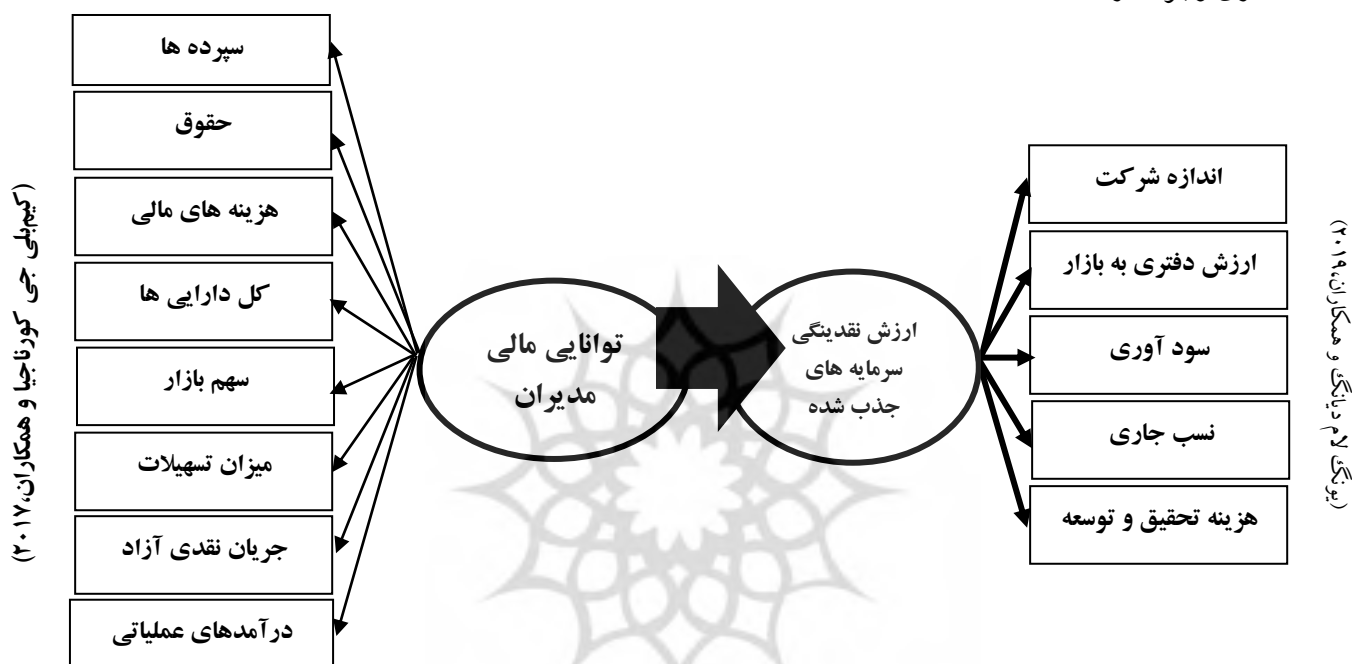 سپرده ها
حقوق
هزینه های مالی
کل دارایی ها
سهم بازار
میزان تسهیلات
جریان نقدی آزاد
درآمدهای عملیاتی
(کیمبلی جی کورناجیا و همکاران،۲۰۱۷)
توانایی مالی
مدیران
ارزش نقدینگی
سرمایه های
جذب شده
اندازه شرکت
ارزش دفتری به بازار
سود آوری
نسب جاری
هزینه تحقیق و توسعه
(یونگ لام دیانگ و همکاران،۲۰۱۹)